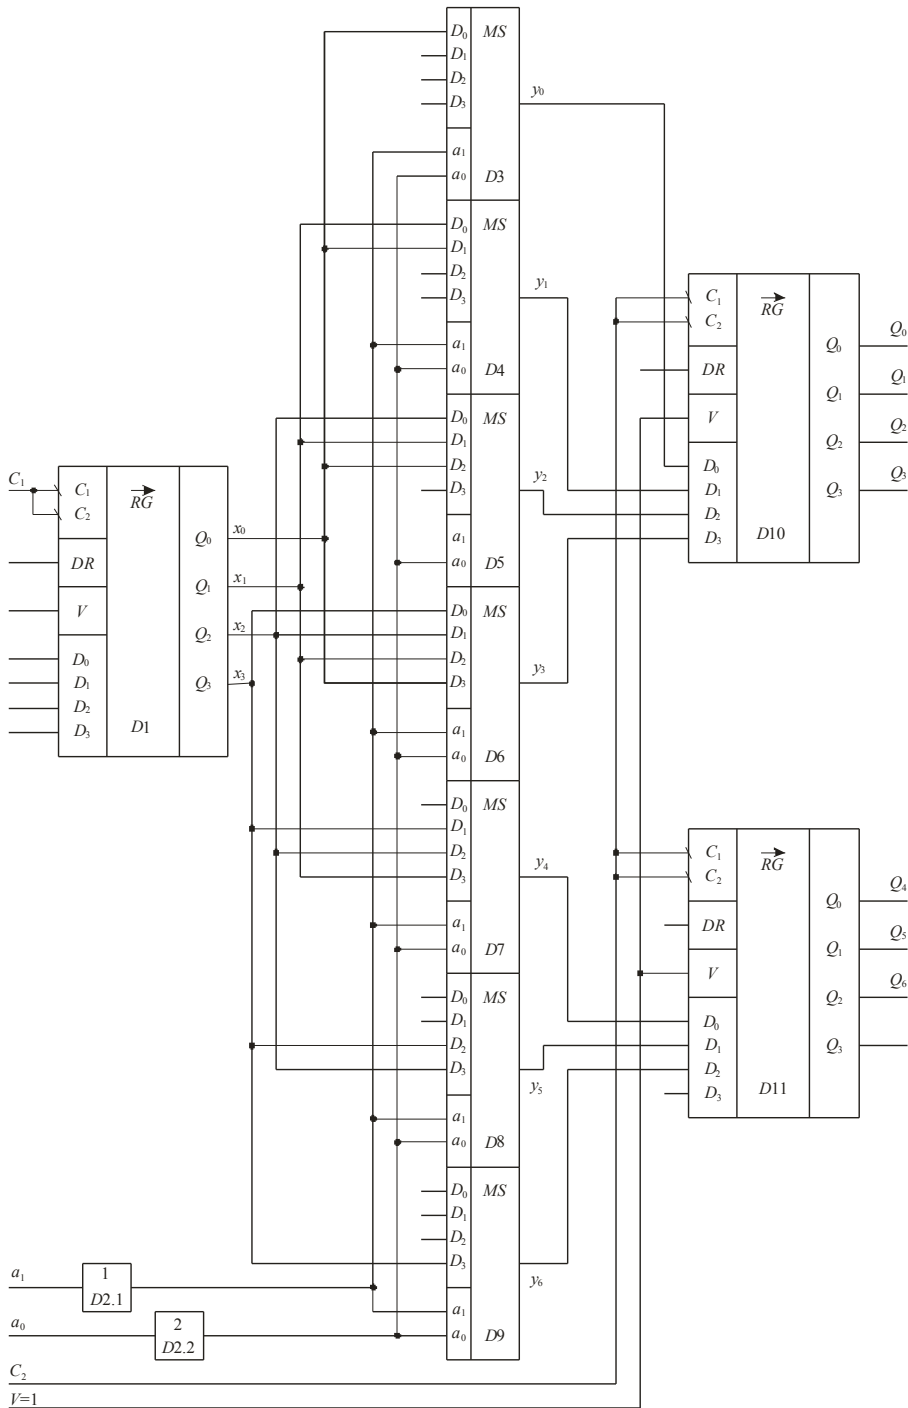 D₀ MS
D₁
D₂
D₃
y₀
a₁
a₀ D3
D₀ MS
D₁
D₂
D₃
y₁
a₁
a₀ D4
D₀ MS
D₁
D₂
D₃
y₂
a₁
a₀ D5
D₀ MS
D₁
D₂
D₃
y₃
a₁
a₀ D6
D₀ MS
D₁
D₂
D₃
y₄
a₁
a₀ D7
D₀ MS
D₁
D₂
D₃
y₅
a₁
a₀ D8
D₀ MS
D₁
D₂
D₃
y₆
a₁
a₀ D9
C₁
C₁ RG
C₂
DR
V
D₀
D₁
D₂
D₃
D1
Q₀ x₀
Q₁ x₁
Q₂ x₂
Q₃ x₃
C₁ RG
C₂
DR
V
D₀
D₁
D₂
D₃
D10
Q₀ Q₀
Q₁ Q₁
Q₂ Q₂
Q₃ Q₃
C₁ RG
C₂
DR
V
D₀
D₁
D₂
D₃
D11
Q₀ Q₄
Q₁ Q₅
Q₂ Q₆
Q₃
a₁
1
D2.1
a₀
2
D2.2
C₂
V=1